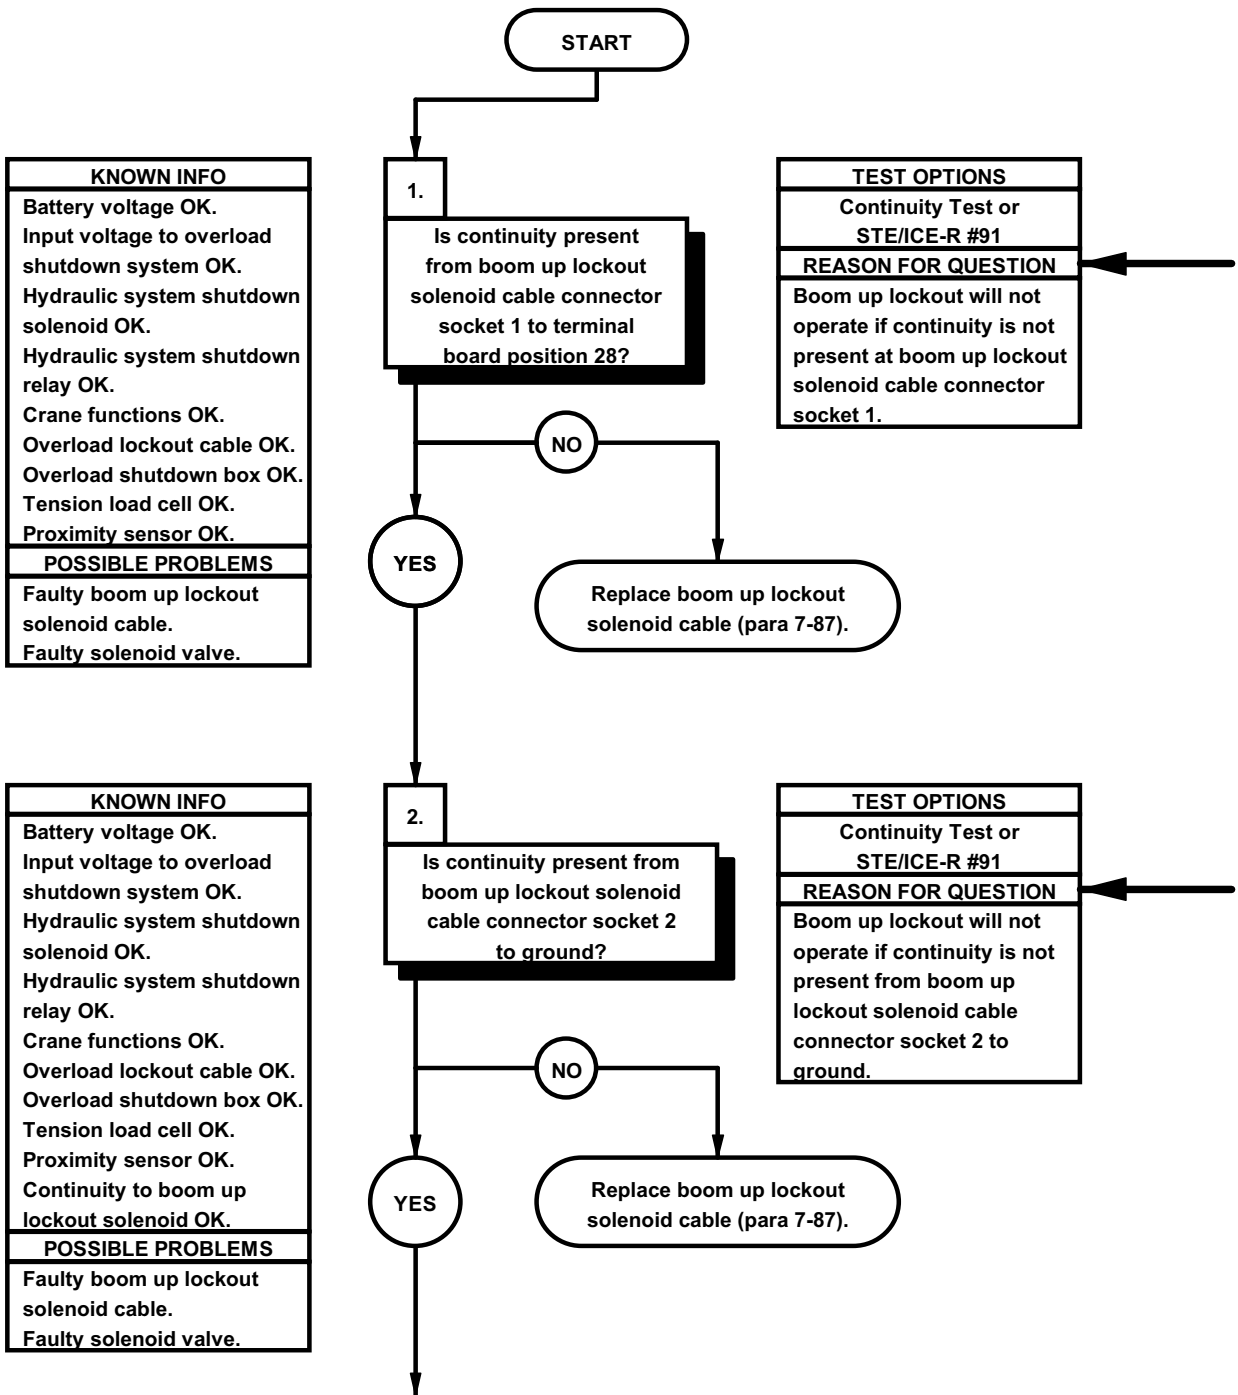 START
KNOWN INFO
Battery voltage OK.
Input voltage to overload
shutdown system OK.
Hydraulic system shutdown
solenoid OK.
Hydraulic system shutdown
relay OK.
Crane functions OK.
Overload lockout cable OK.
Overload shutdown box OK.
Tension load cell OK.
Proximity sensor OK.
POSSIBLE PROBLEMS
Faulty boom up lockout
solenoid cable.
Faulty solenoid valve.
1.
Is continuity present
from boom up lockout
solenoid cable connector
socket 1 to terminal
board position 28?
NO
YES
Replace boom up lockout
solenoid cable (para 7-87).
TEST OPTIONS
Continuity Test or
STE/ICE-R #91
REASON FOR QUESTION
Boom up lockout will not
operate if continuity is not
present at boom up lockout
solenoid cable connector
socket 1.
KNOWN INFO
Battery voltage OK.
Input voltage to overload
shutdown system OK.
Hydraulic system shutdown
solenoid OK.
Hydraulic system shutdown
relay OK.
Crane functions OK.
Overload lockout cable OK.
Overload shutdown box OK.
Tension load cell OK.
Proximity sensor OK.
Continuity to boom up
lockout solenoid OK.
POSSIBLE PROBLEMS
Faulty boom up lockout
solenoid cable.
Faulty solenoid valve.
2.
Is continuity present from
boom up lockout solenoid
cable connector socket 2
to ground?
NO
YES
Replace boom up lockout
solenoid cable (para 7-87).
TEST OPTIONS
Continuity Test or
STE/ICE-R #91
REASON FOR QUESTION
Boom up lockout will not
operate if continuity is not
present from boom up
lockout solenoid cable
connector socket 2 to
ground.